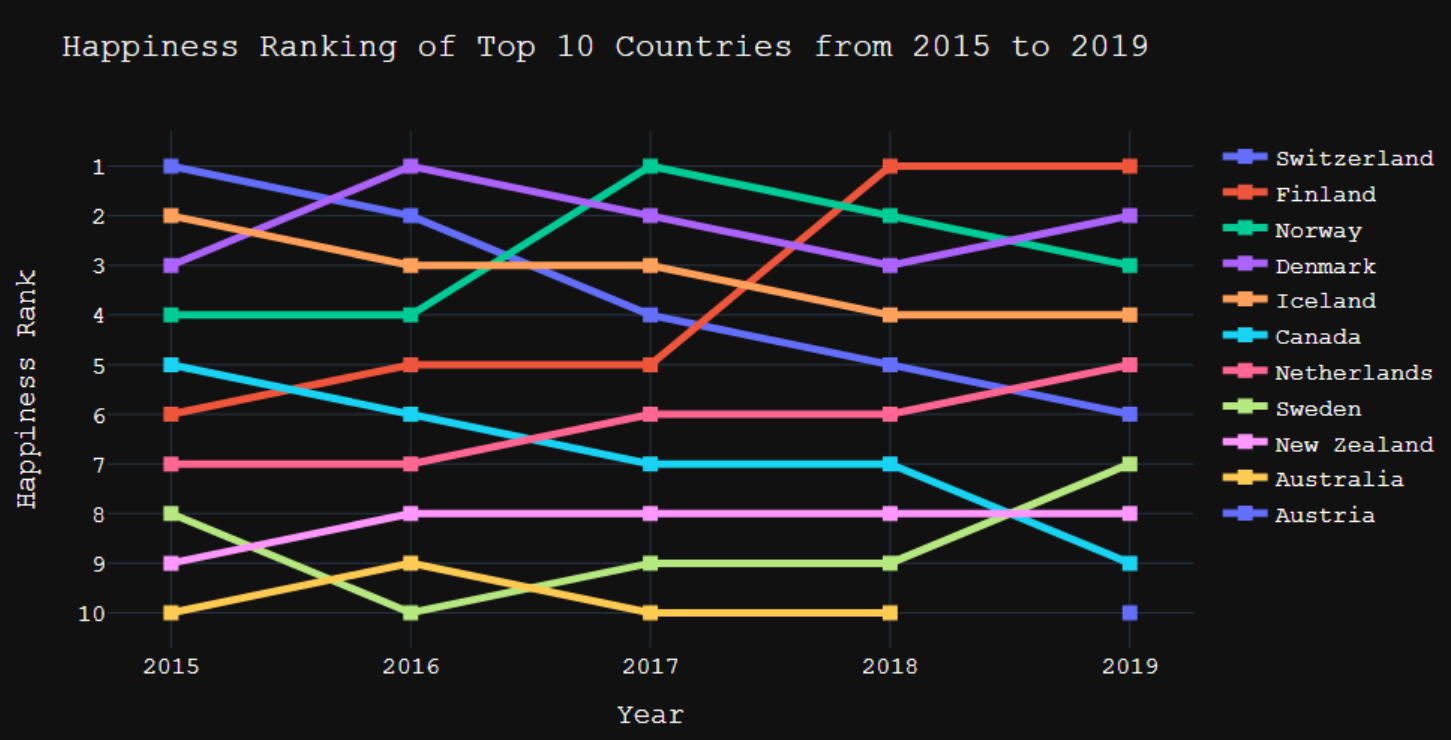 Happiness Ranking of Top 10 Countries from 2015 to 2019
Happiness Rank
1
2
3
4
5
6
7
8
9
10
2015 2016 2017 2018 2019
Year
Switzerland
Finland
Norway
Denmark
Iceland
Canada
Netherlands
Sweden
New Zealand
Australia
Austria